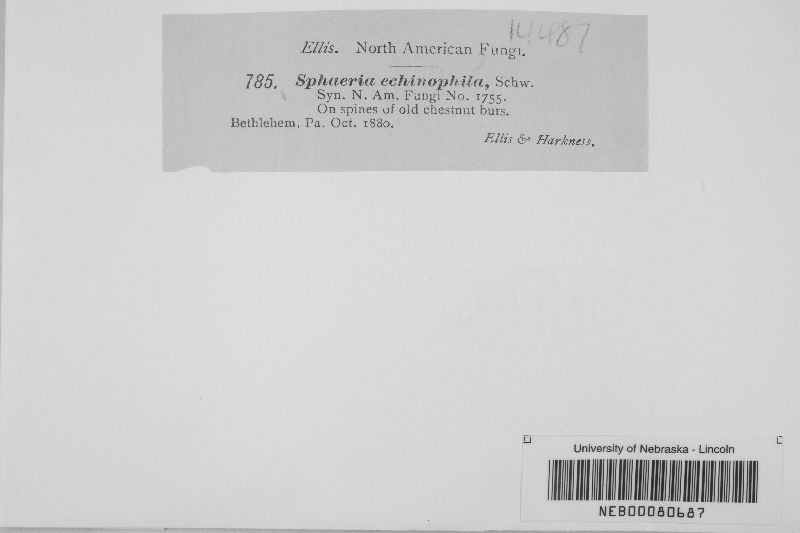 14487
Ellis. North American Fungi.
785. Sphaeria echinophila, Schw.
Syn. N. Am. Fungi No. 1755.
On spines of old chestnut burs.
Bethlehem, Pa. Oct. 1880.
Ellis & Harkness.
University of Nebraska - Lincoln
NEB00080687